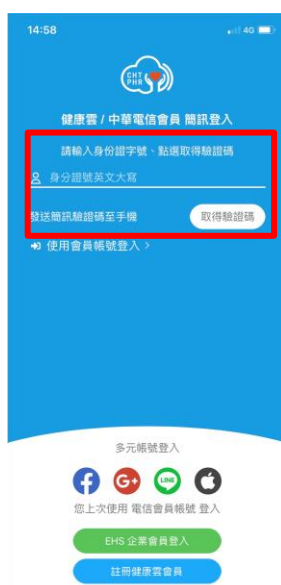 14:58
4G
CHT
PHR
健康雲 / 中華電信會員 簡訊登入
請輸入身份證字號、點選取得驗證碼
身分證號英文大寫
發送簡訊驗證碼至手機
取得驗證碼
使用會員帳號登入 >
多元帳號登入
f G+ LINE
您上次使用 電信會員帳號 登入
EHS 企業會員登入
註冊健康雲會員